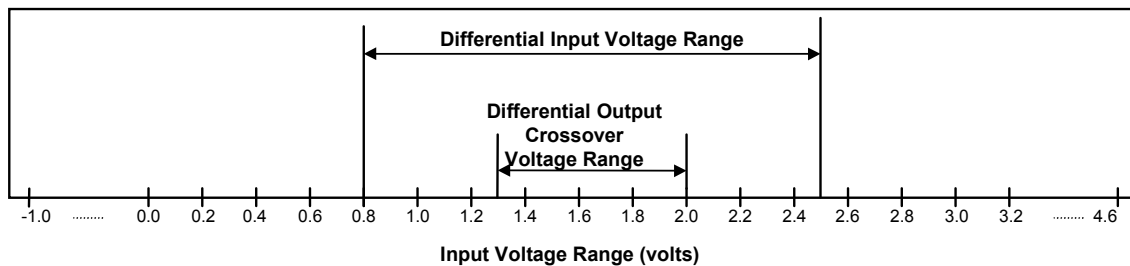 Differential Input Voltage Range
Differential Output
Crossover
Voltage Range
-1.0 ......... 0.0 0.2 0.4 0.6 0.8 1.0 1.2 1.4 1.6 1.8 2.0 2.2 2.4 2.6 2.8 3.0 3.2 ......... 4.6
Input Voltage Range (volts)